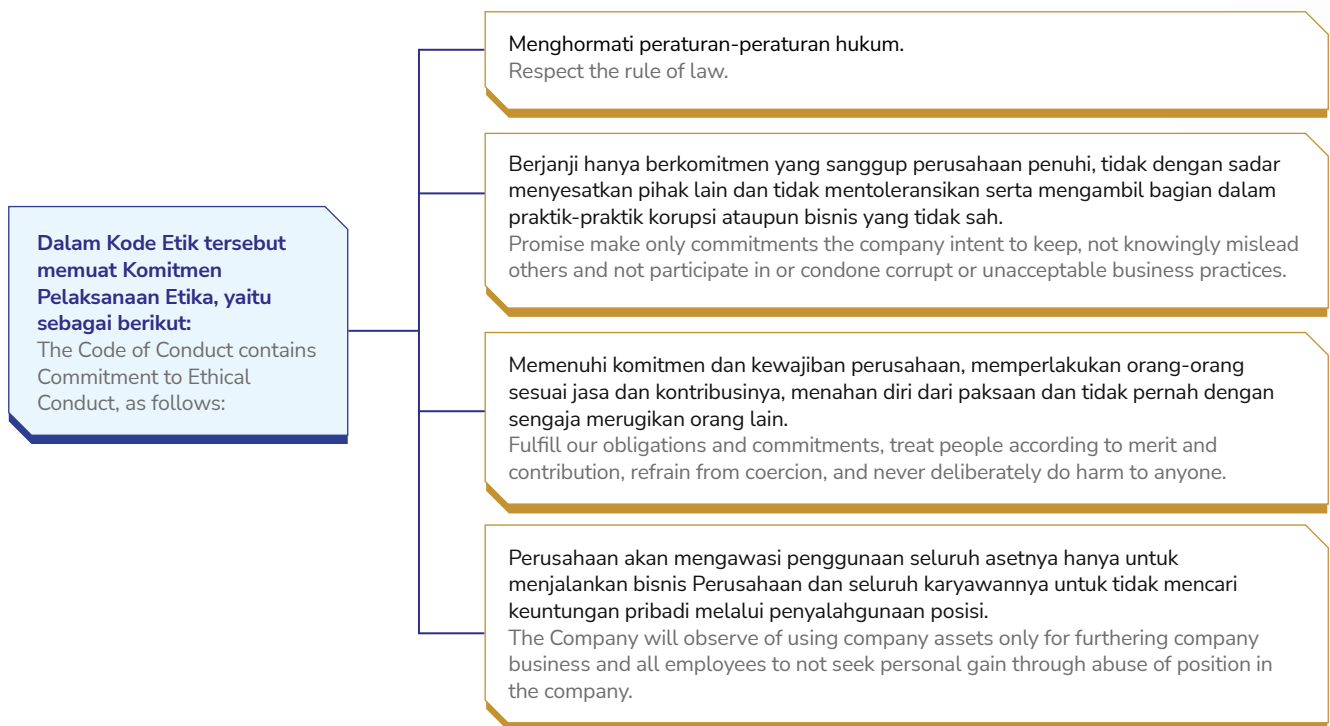 Dalam Kode Etik tersebut
memuat Komitmen
Pelaksanaan Etika, yaitu
sebagai berikut:
The Code of Conduct contains
Commitment to Ethical
Conduct, as follows:
Menghormati peraturan-peraturan hukum.
Respect the rule of law.
Berjanji hanya berkomitmen yang sanggup perusahaan penuhi, tidak dengan sadar
menyesatkan pihak lain dan tidak mentoleransikan serta mengambil bagian dalam
praktik-praktik korupsi ataupun bisnis yang tidak sah.
Promise make only commitments the company intent to keep, not knowingly mislead
others and not participate in or condone corrupt or unacceptable business practices.
Memenuhi komitmen dan kewajiban perusahaan, memperlakukan orang-orang
sesuai jasa dan kontribusinya, menahan diri dari paksaan dan tidak pernah dengan
sengaja merugikan orang lain.
Fulfill our obligations and commitments, treat people according to merit and
contribution, refrain from coercion, and never deliberately do harm to anyone.
Perusahaan akan mengawasi penggunaan seluruh asetnya hanya untuk
menjalankan bisnis Perusahaan dan seluruh karyawannya untuk tidak mencari
keuntungan pribadi melalui penyalahgunaan posisi.
The Company will observe of using company assets only for furthering company
business and all employees to not seek personal gain through abuse of position in
the company.